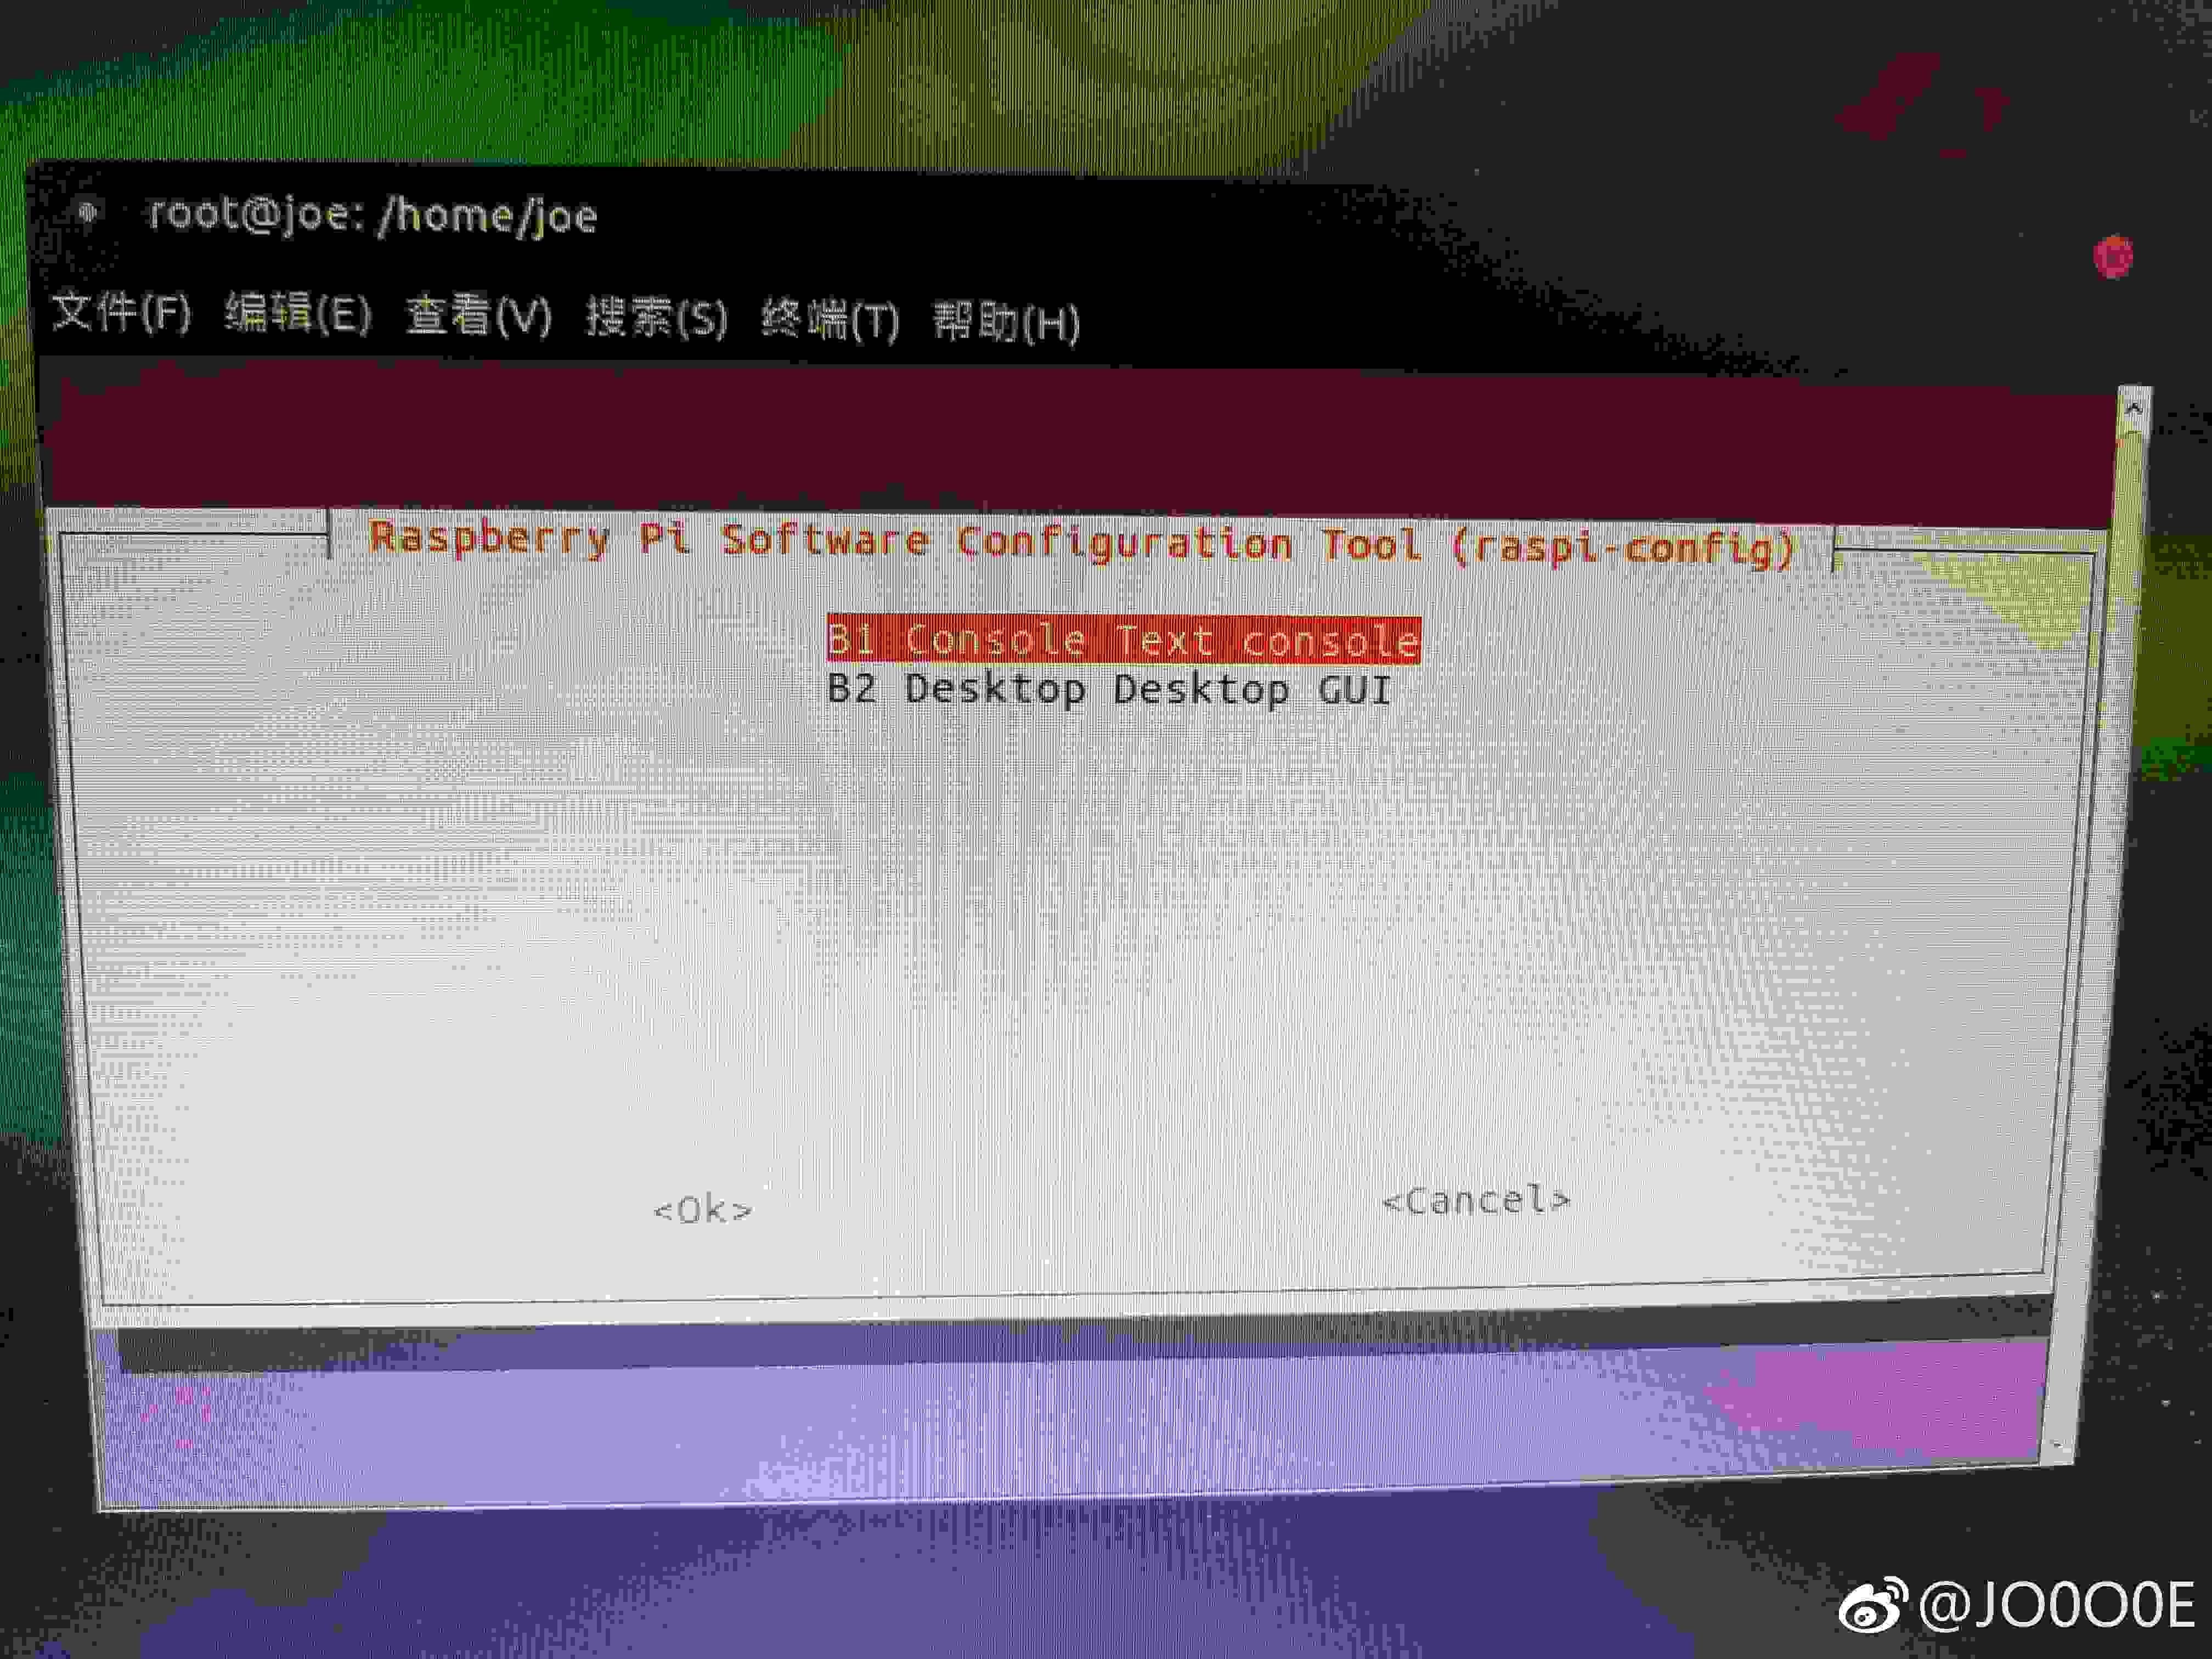 root@joe: /home/joe
文件(F) 编辑(E) 查看(V) 搜索(S) 终端(T) 帮助(H)
Raspberry Pi Software Configuration Tool (raspi-config)
B1 Console Text console
B2 Desktop Desktop GUI
<Ok> <Cancel>
@JO0O0E